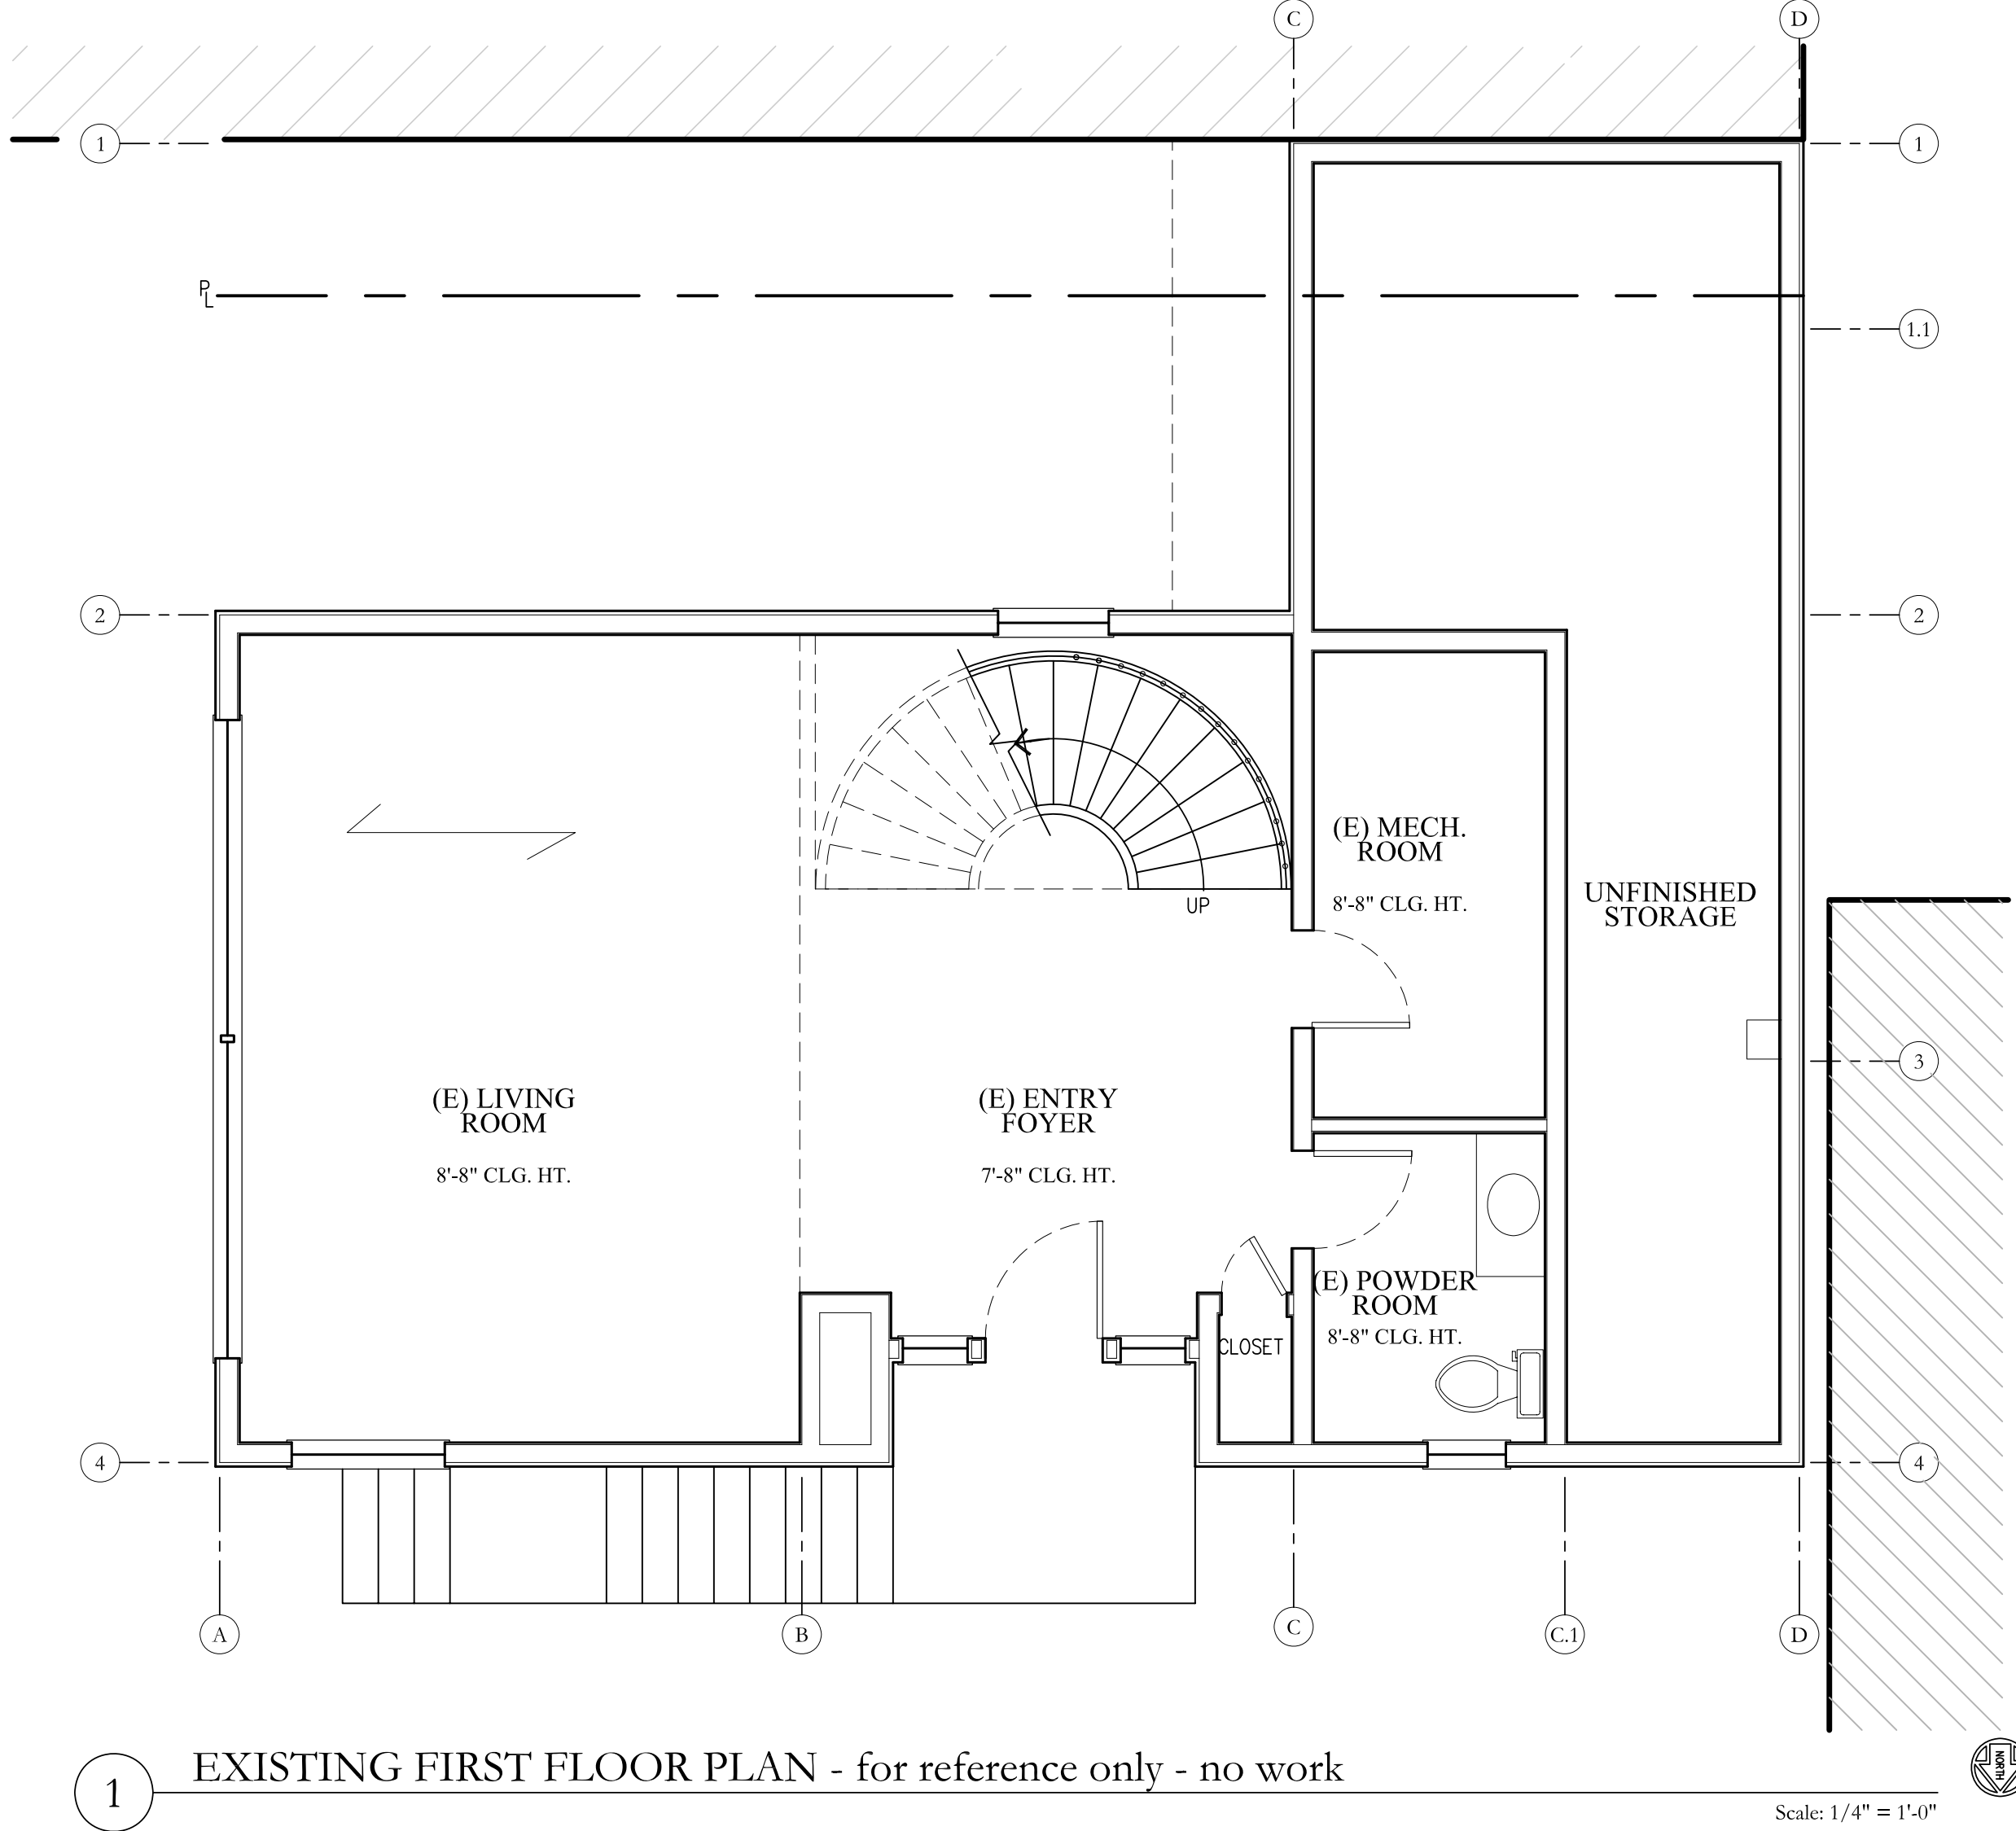 C
D
1
1
PL
1.1
2
2
(E) MECH.
ROOM
8'-8" CLG. HT.
UNFINISHED
STORAGE
UP
3
(E) LIVING
ROOM
8'-8" CLG. HT.
(E) ENTRY
FOYER
7'-8" CLG. HT.
(E) POWDER
ROOM
8'-8" CLG. HT.
CLOSET
4
4
A
B
C
C.1
D
1
EXISTING FIRST FLOOR PLAN - for reference only - no work
NORTH
Scale: 1/4" = 1'-0"